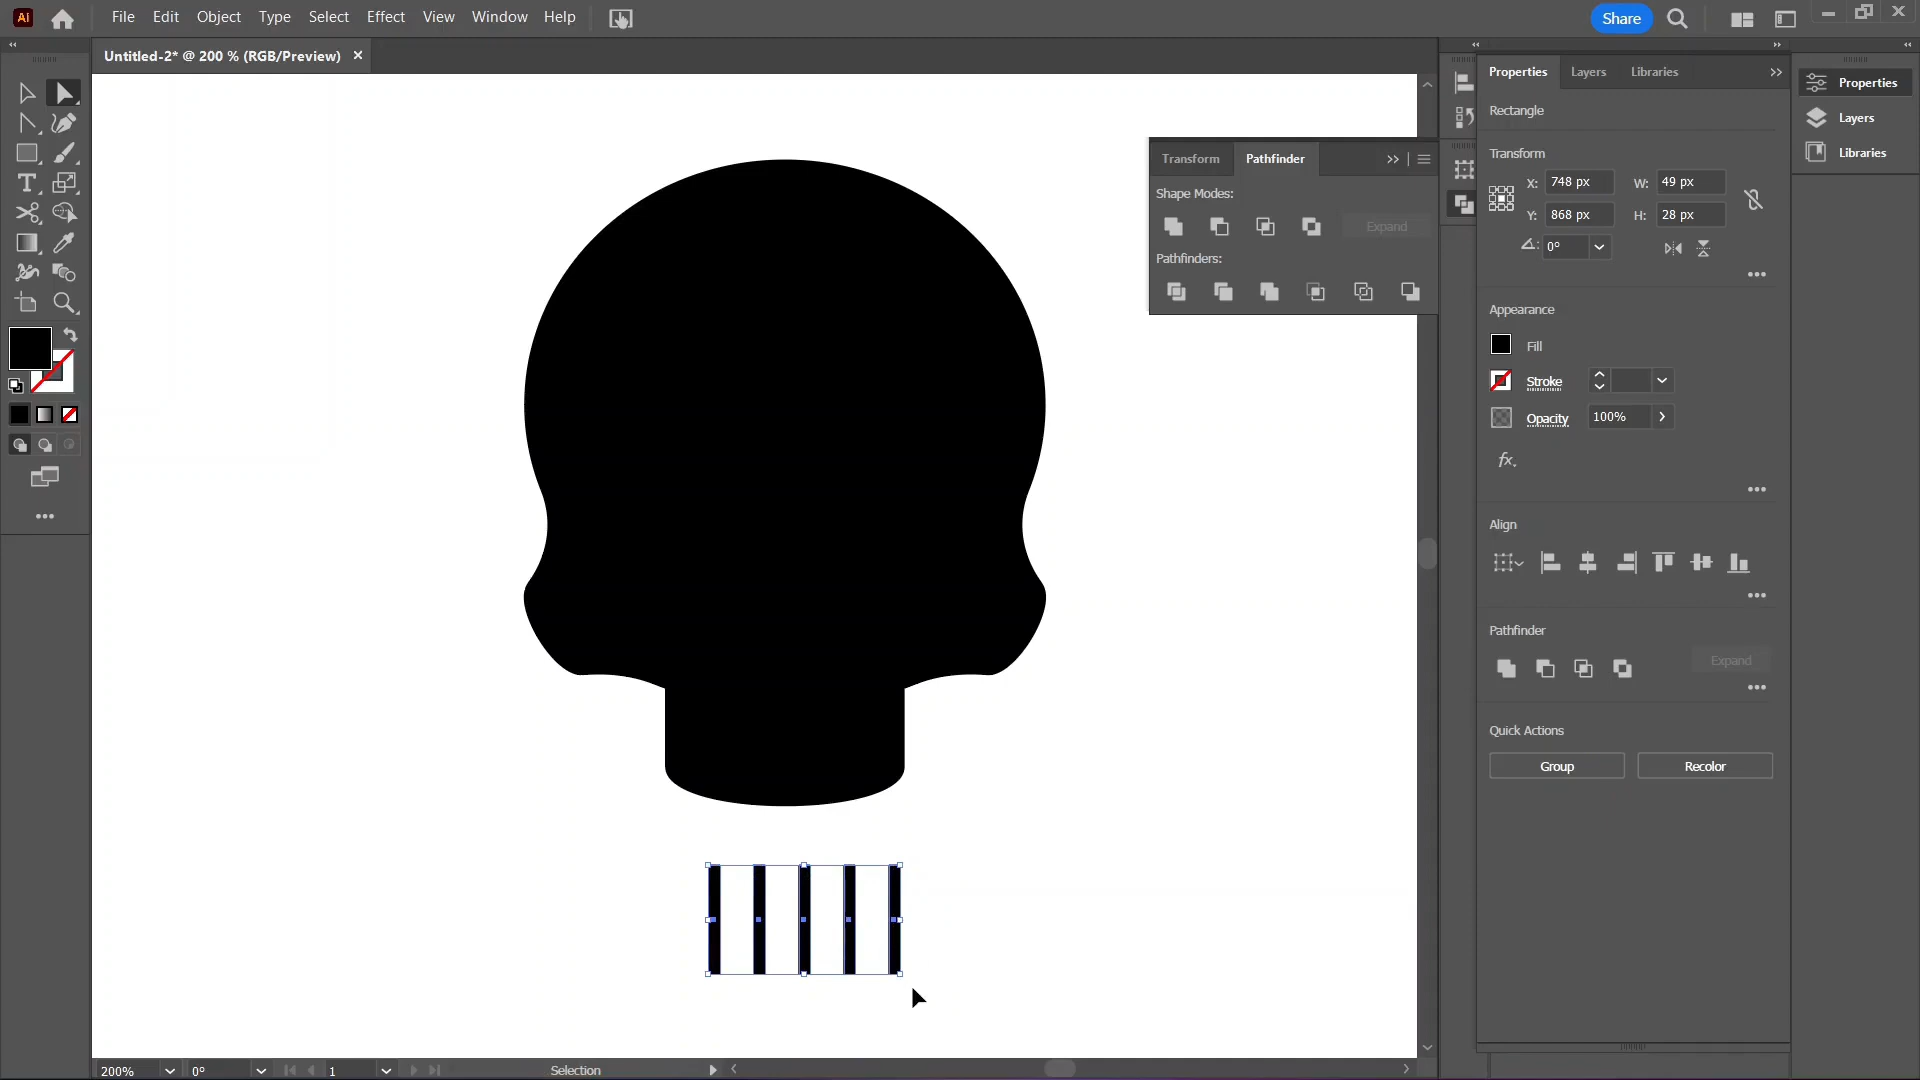 Ai File Edit Object Type Select Effect View Window Help Share
Untitled-2* @ 200 % (RGB/Preview) ×
Properties Layers Libraries
Properties
Layers
Libraries
Rectangle
Transform
X: 748 px W: 49 px
Y: 868 px H: 28 px
0°
Transform Pathfinder
Shape Modes:
Expand
Pathfinders:
Appearance
Fill
Stroke
Opacity 100%
fx.
Align
Pathfinder
Expand
Quick Actions
Group Recolor
T
200% 0° 1 Selection